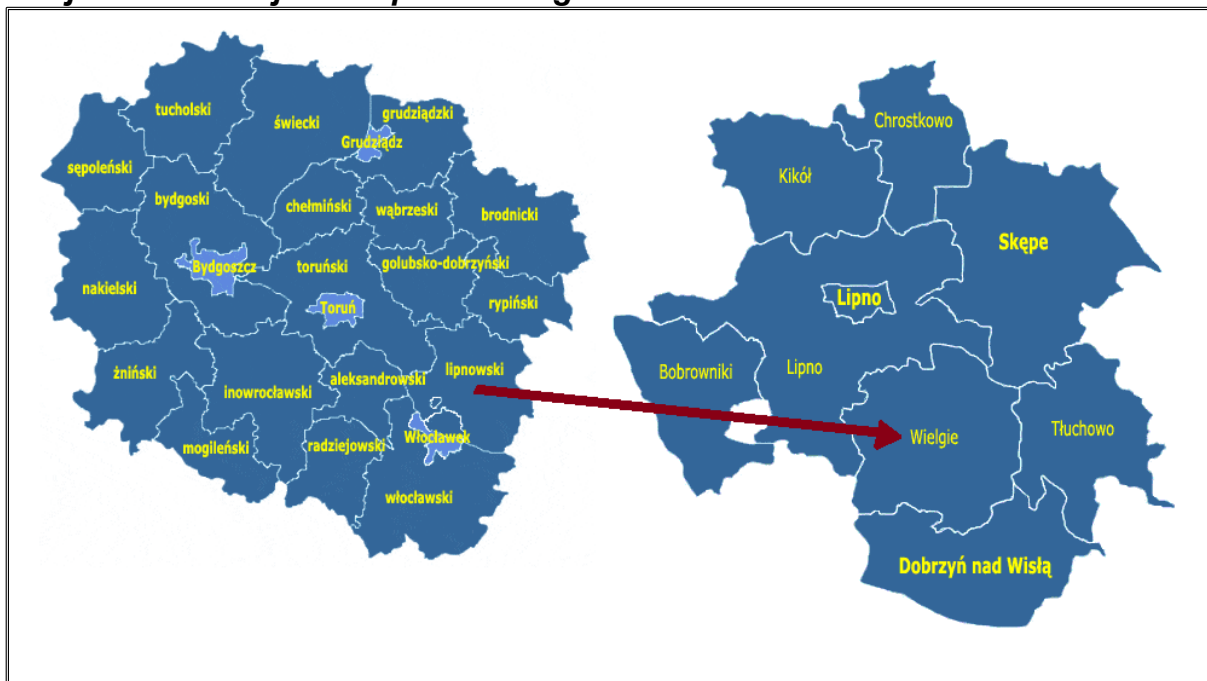 tucholski
świecki
grudziądzki
Grudziądz
sępoleński
bydgoski
chełmiński
wąbrzeski
brodnicki
Bydgoszcz
toruński
golubsko-dobrzyński
nakielski
Toruń
rypiński
żniński
inowrocławski
aleksandrowski
lipnowski
mogileński
radziejowski
Włocławek
włocławski
Chrostkowo
Kikół
Skępe
Lipno
Bobrowniki
Lipno
Wielgie
Tłuchowo
Dobrzyń nad Wisłą